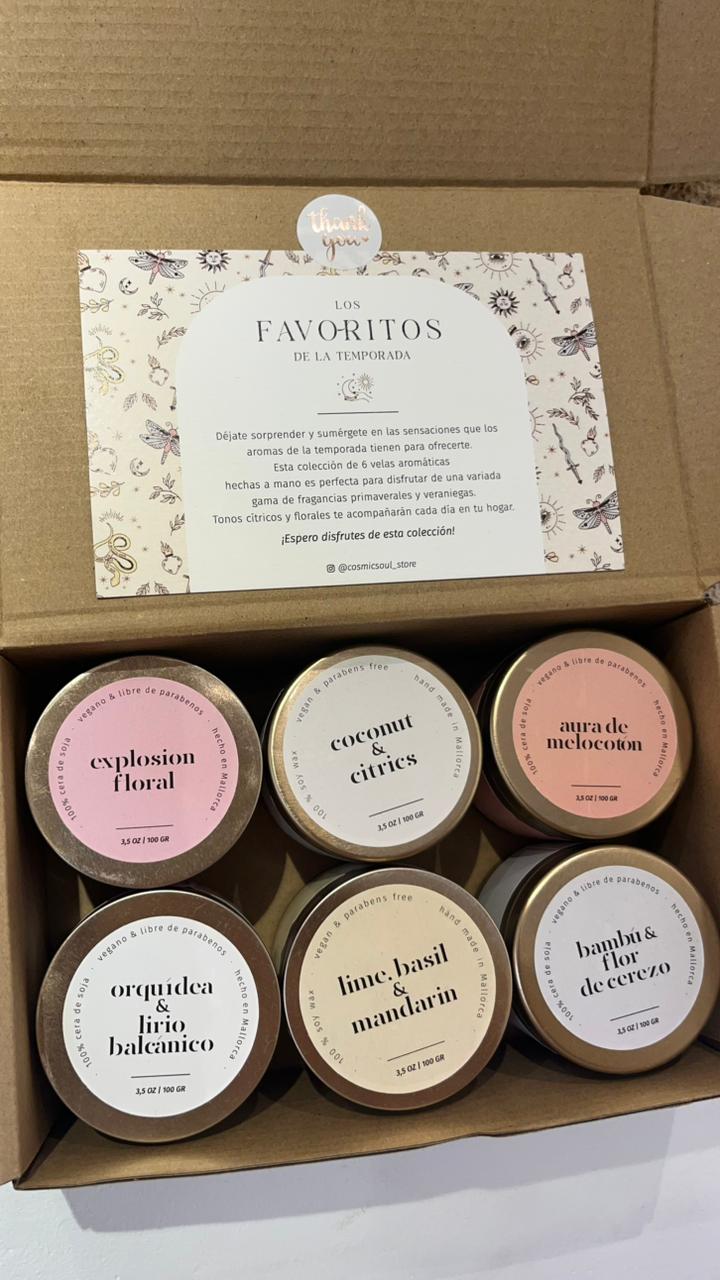 thank
you
LOS
FAVORITOS
DE LA TEMPORADA
Déjate sorprender y sumérgete en las sensaciones que los
aromas de la temporada tienen para ofrecerte.
Esta colección de 6 velas aromáticas
hechas a mano es perfecta para disfrutar de una variada
gama de fragancias primaverales y veraniegas.
Tonos cítricos y florales te acompañarán cada día en tu hogar.
¡Espero disfrutes de esta colección!
@cosmicsoul_store
100% cera de soja · vegano & libre de parabenos · hecho en Mallorca
explosion
floral
3,5 OZ | 100 GR
100 % soy wax · vegan & parabens free · hand made in Mallorca
coconut
&
citrics
3,5 OZ | 100 GR
100% cera de soja · vegano & libre de parabenos · hecho en Mallorca
aura de
melocotón
3,5 OZ | 100 GR
100% cera de soja · vegano & libre de parabenos · hecho en Mallorca
orquídea
&
lirio
balcánico
3,5 OZ | 100 GR
100 % soy wax · vegan & parabens free · hand made in Mallorca
lime, basil
&
mandarin
3,5 OZ | 100 GR
100% cera de soja · vegano & libre de parabenos · hecho en Mallorca
bambú &
flor
de cerezo
3,5 OZ | 100 GR